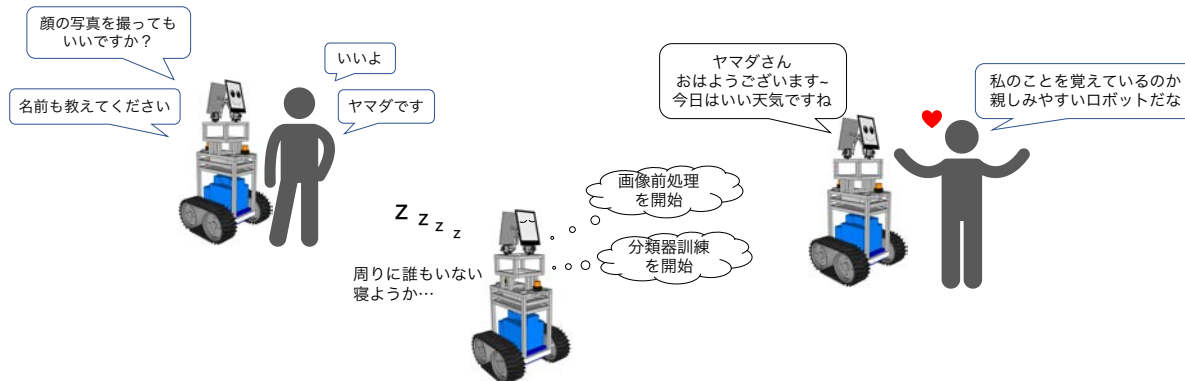 顔の写真を撮っても
いいですか？
いいよ
名前も教えてください
ヤマダです
z z z z
周りに誰もいない
寝ようか…
画像前処理
を開始
分類器訓練
を開始
ヤマダさん
おはようございます~
今日はいい天気ですね
私のことを覚えているのか
親しみやすいロボットだな